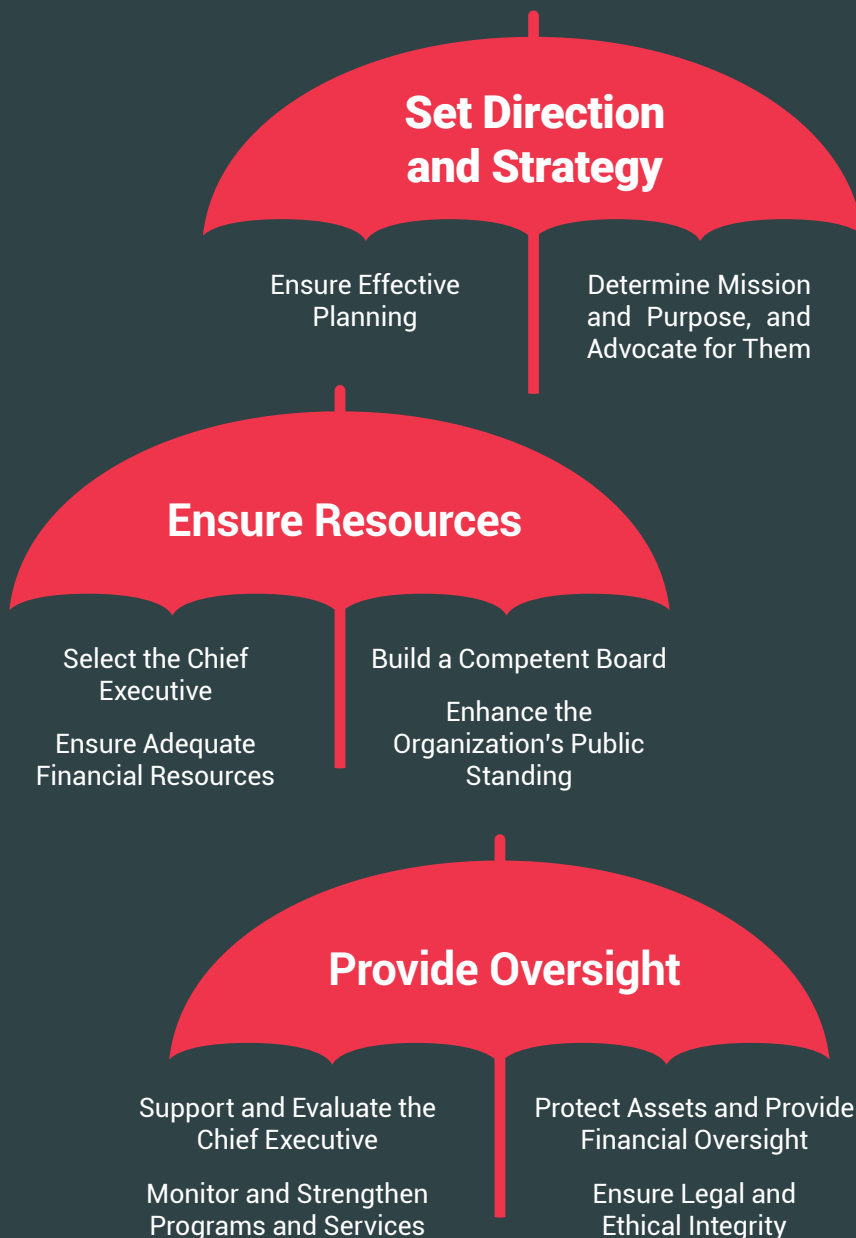 Set Direction
and Strategy
Ensure Effective
Planning
Determine Mission
and Purpose, and
Advocate for Them
Ensure Resources
Select the Chief
Executive
Ensure Adequate
Financial Resources
Build a Competent Board
Enhance the
Organization's Public
Standing
Provide Oversight
Support and Evaluate the
Chief Executive
Monitor and Strengthen
Programs and Services
Protect Assets and Provide
Financial Oversight
Ensure Legal and
Ethical Integrity